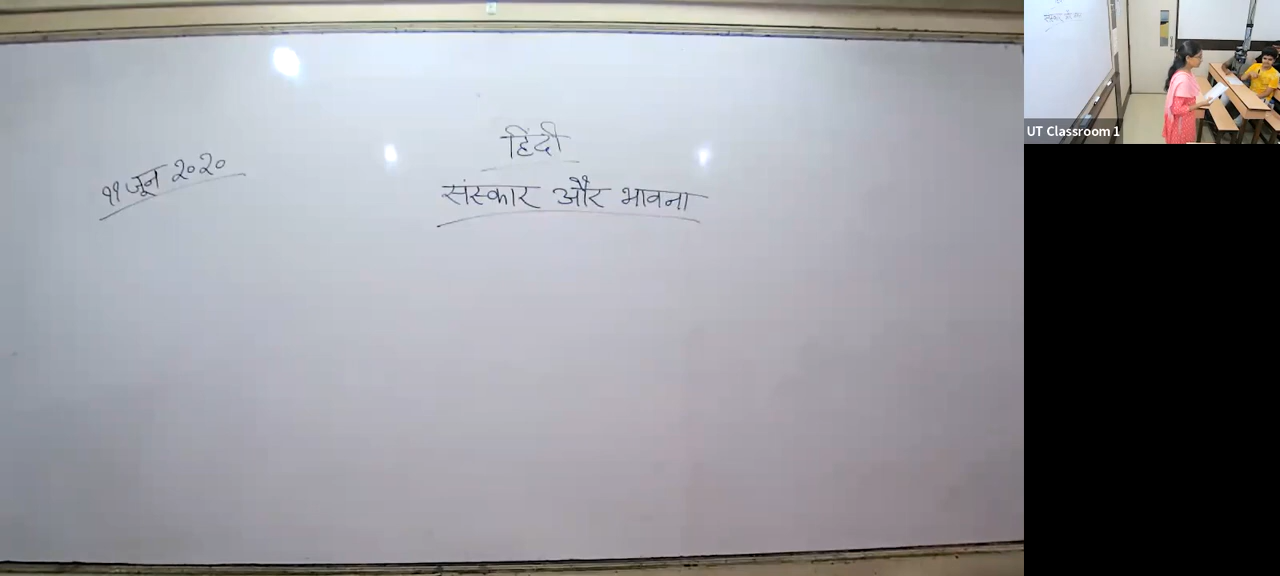 हिंदी
११ जून २०२०
संस्कार और भावना
UT Classroom 1